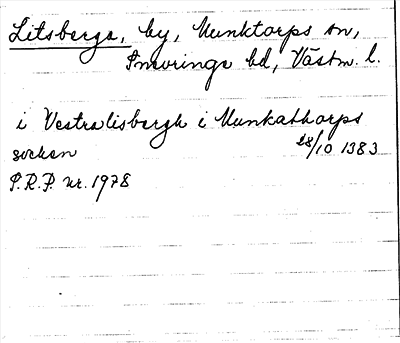 Litsberga, by, Munktorps sn,
Snevringe hd, Västm. l.
i Vestralisbergh i Munkathorps
socken 28/10 1383
S.R.P. nr. 1978